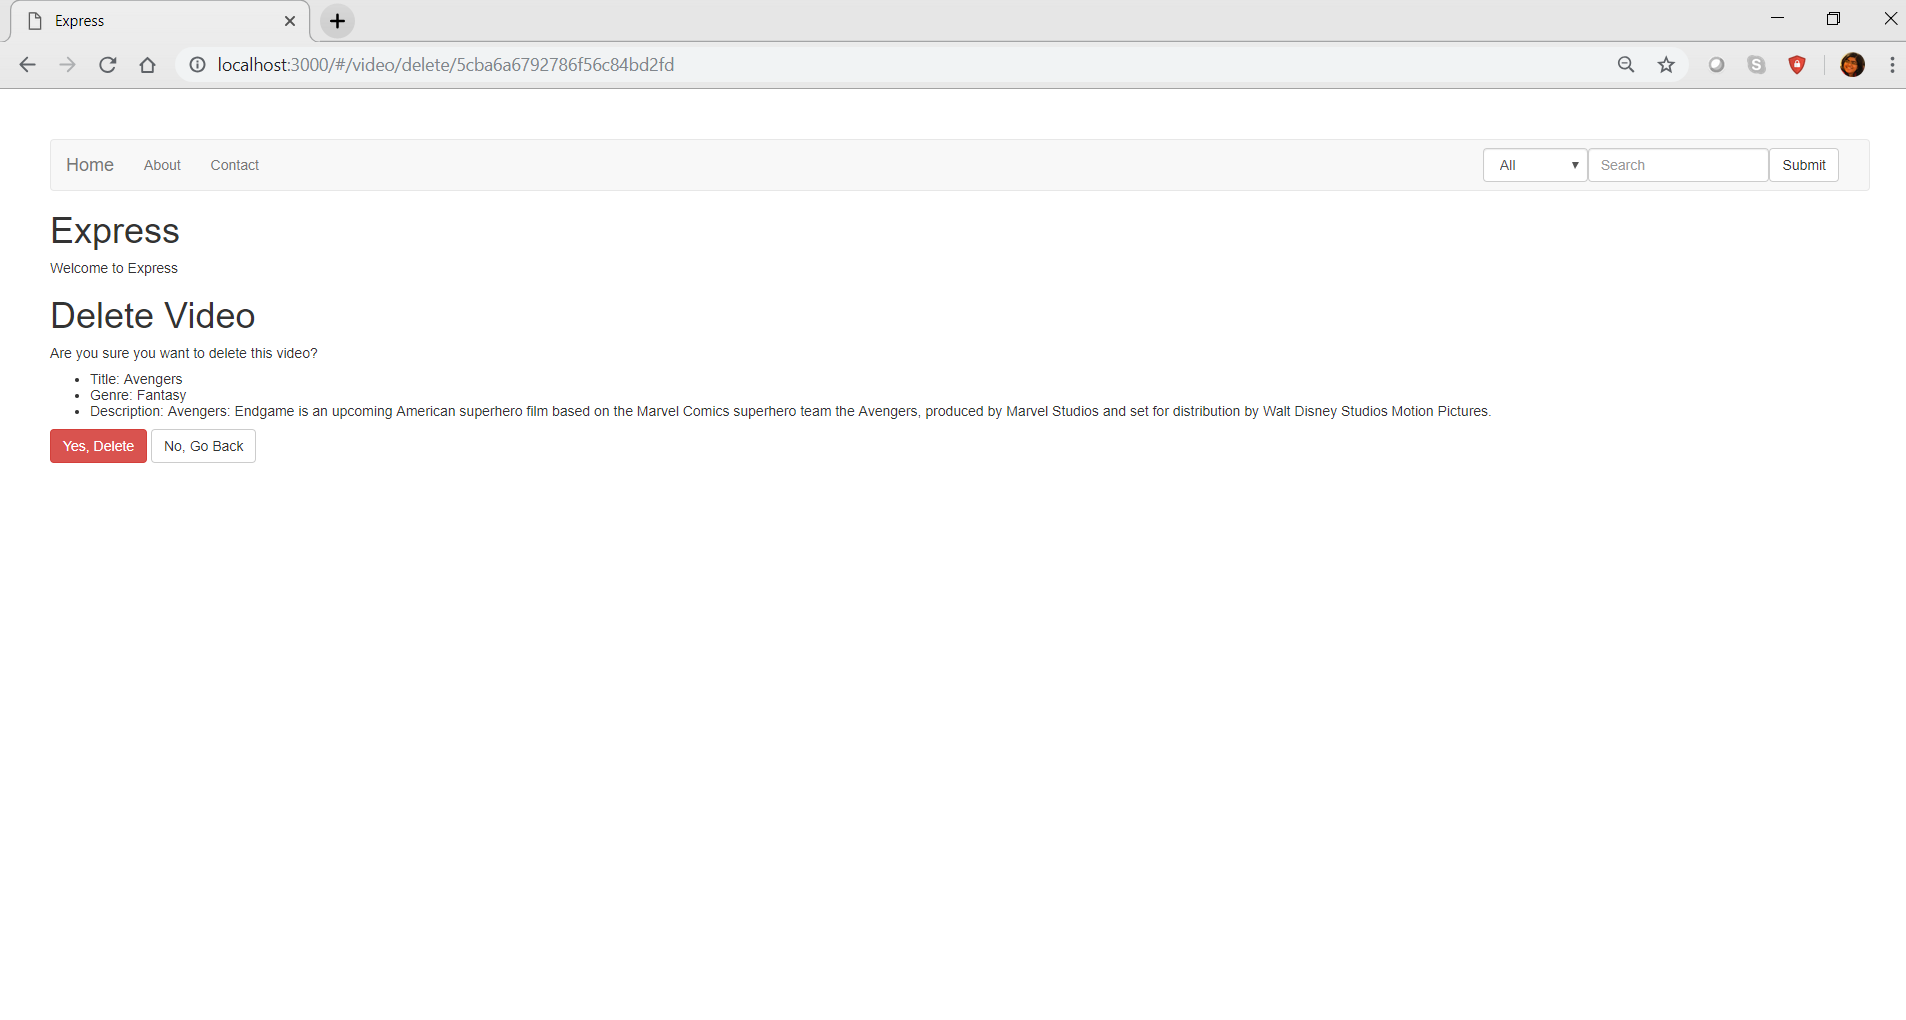 Express
localhost:3000/#/video/delete/5cba6a6792786f56c84bd2fd
S
Home About Contact All Search Submit
Express
Welcome to Express
Delete Video
Are you sure you want to delete this video?
Title: Avengers
Genre: Fantasy
Description: Avengers: Endgame is an upcoming American superhero film based on the Marvel Comics superhero team the Avengers, produced by Marvel Studios and set for distribution by Walt Disney Studios Motion Pictures.
Yes, Delete No, Go Back